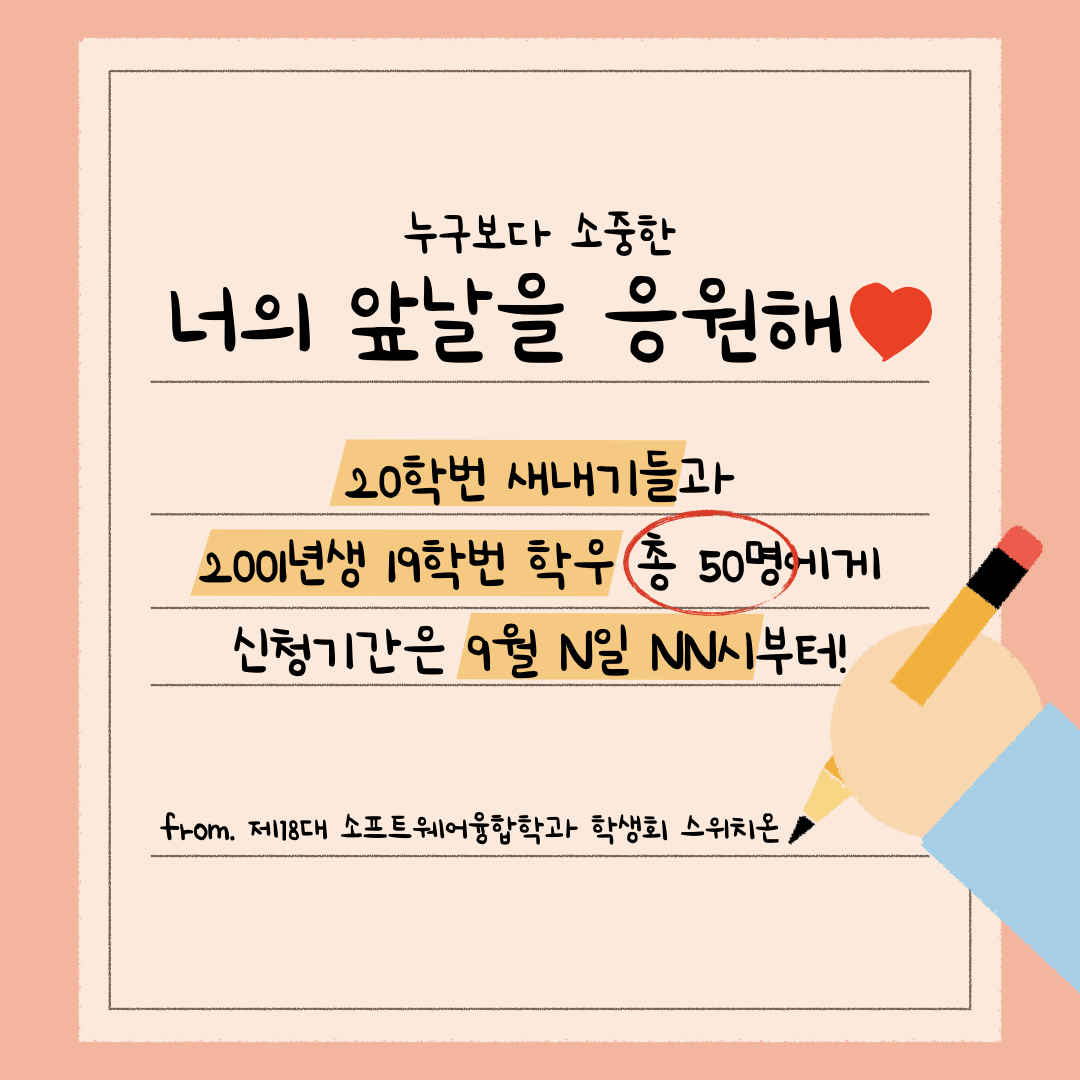 누구보다 소중한
너의 앞날을 응원해
20학번 새내기들과
2001년생 19학번 학우 총 50명에게
신청기간은 9월 N일 NN시부터!
from. 제18대 소프트웨어융합학과 학생회 스위치온